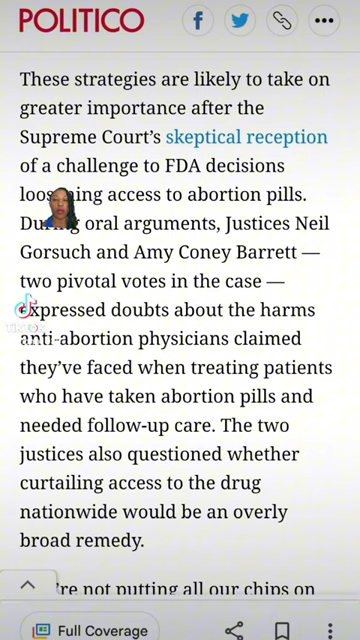 POLITICO
These strategies are likely to take on
greater importance after the
Supreme Court's skeptical reception
of a challenge to FDA decisions
access to abortion pills.
During oral arguments, Justices Neil
Gorsuch and Amy Coney Barrett —
two pivotal votes in the case —
expressed doubts about the harms
anti-abortion physicians claimed
they've faced when treating patients
who have taken abortion pills and
needed follow-up care. The two
justices also questioned whether
curtailing access to the drug
nationwide would be an overly
broad remedy.
're not putting all our chips on
Full Coverage